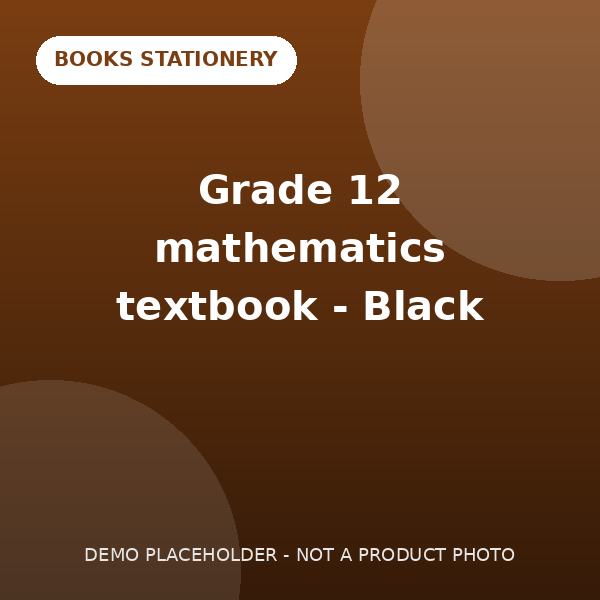 BOOKS STATIONERY
Grade 12
mathematics
textbook - Black
DEMO PLACEHOLDER - NOT A PRODUCT PHOTO